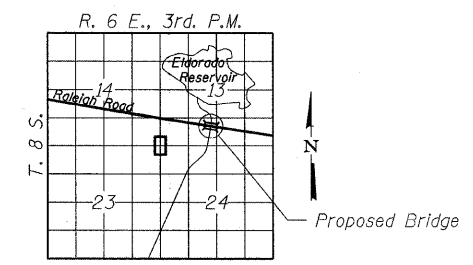 R. 6 E., 3rd. P.M.
T. 8 S.
Eldorado
Reservoir
14
13
Raleigh Road
N
23
24
Proposed Bridge